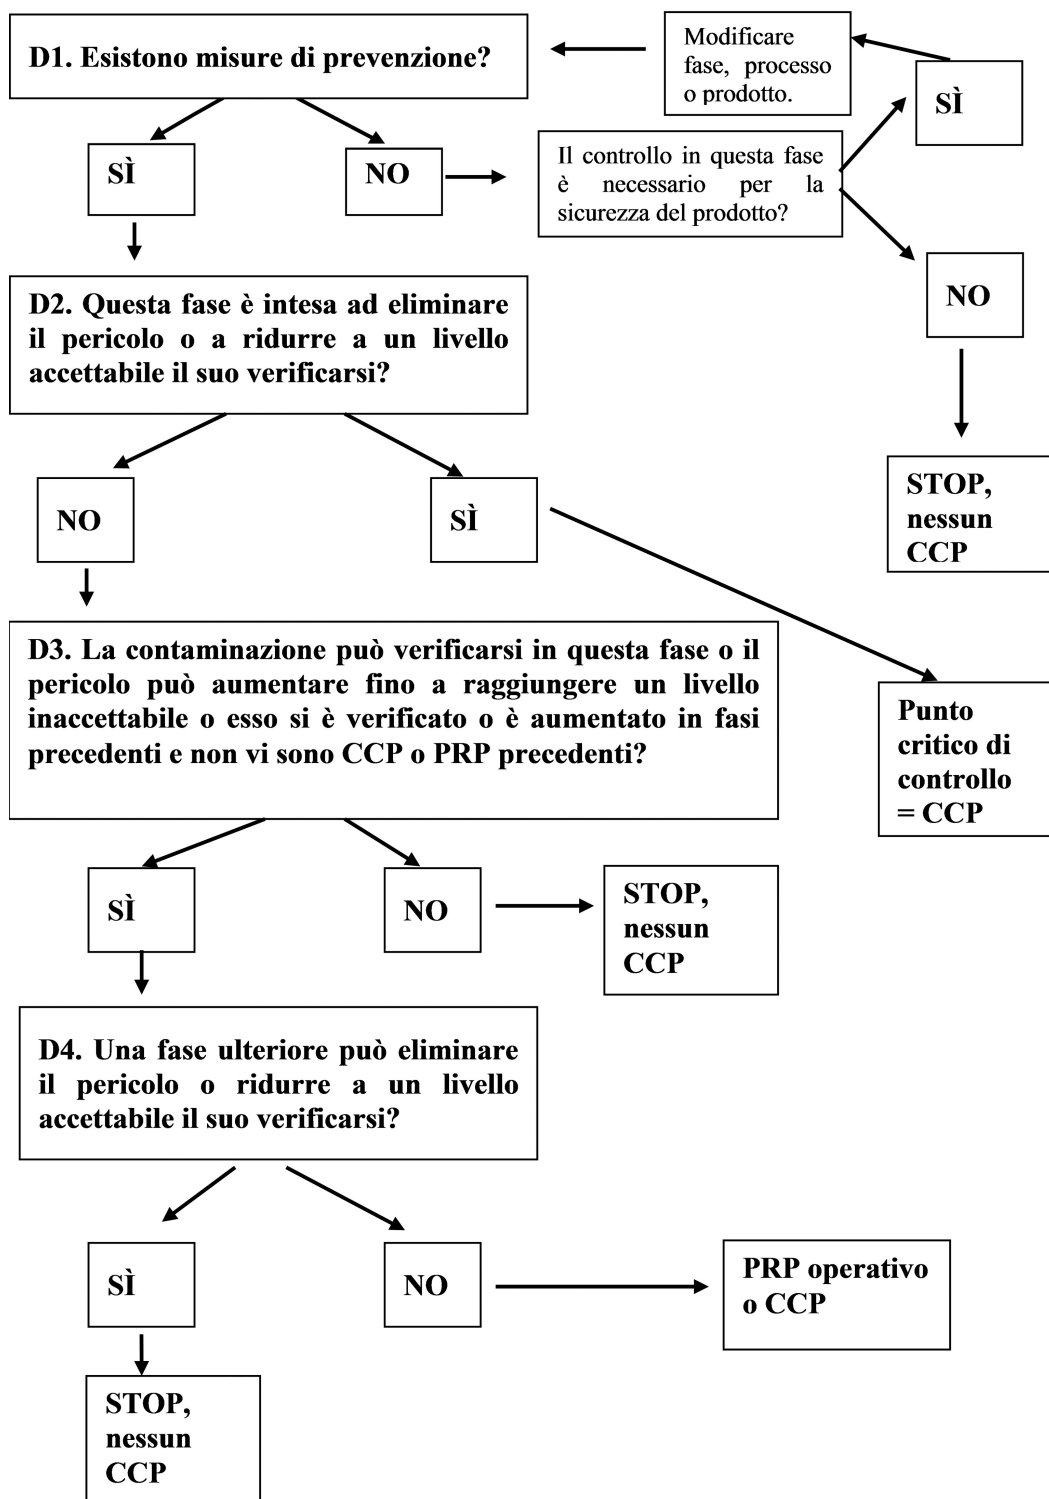 D1. Esistono misure di prevenzione?
Modificare
fase, processo
o prodotto.
SÌ
SÌ
NO
Il controllo in questa fase
è necessario per la
sicurezza del prodotto?
NO
D2. Questa fase è intesa ad eliminare
il pericolo o a ridurre a un livello
accettabile il suo verificarsi?
STOP,
nessun
CCP
NO
SÌ
D3. La contaminazione può verificarsi in questa fase o il
pericolo può aumentare fino a raggiungere un livello
inaccettabile o esso si è verificato o è aumentato in fasi
precedenti e non vi sono CCP o PRP precedenti?
Punto
critico di
controllo
= CCP
SÌ
NO
STOP,
nessun
CCP
D4. Una fase ulteriore può eliminare
il pericolo o ridurre a un livello
accettabile il suo verificarsi?
SÌ
NO
PRP operativo
o CCP
STOP,
nessun
CCP